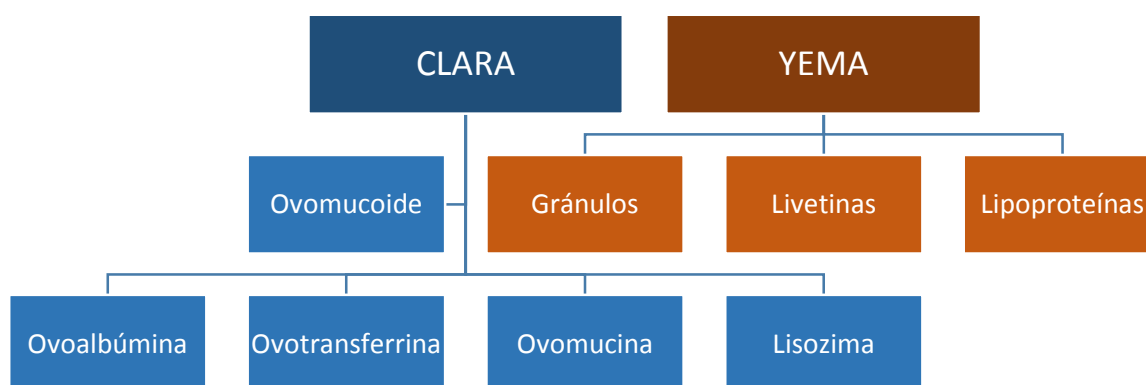 CLARA
YEMA
Ovomucoide
Gránulos
Livetinas
Lipoproteínas
Ovoalbúmina
Ovotransferrina
Ovomucina
Lisozima